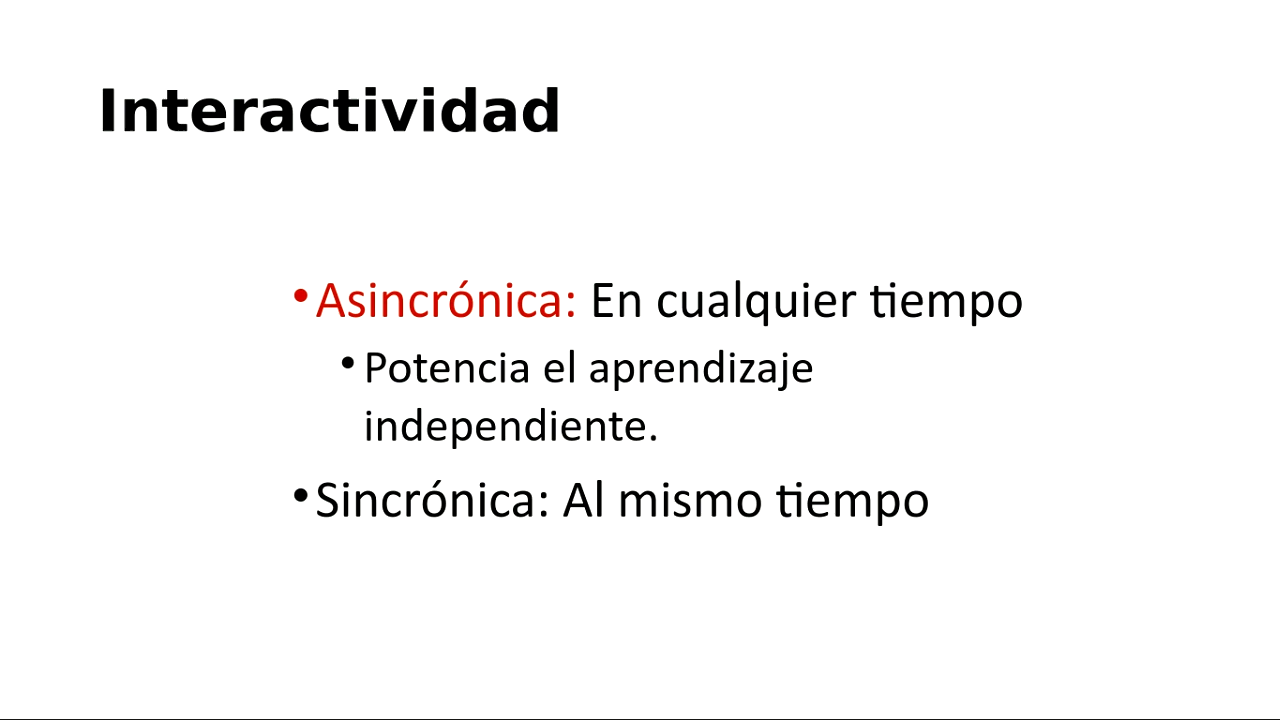 Interactividad
•Asincrónica: En cualquier tiempo
•Potencia el aprendizaje
independiente.
•Sincrónica: Al mismo tiempo